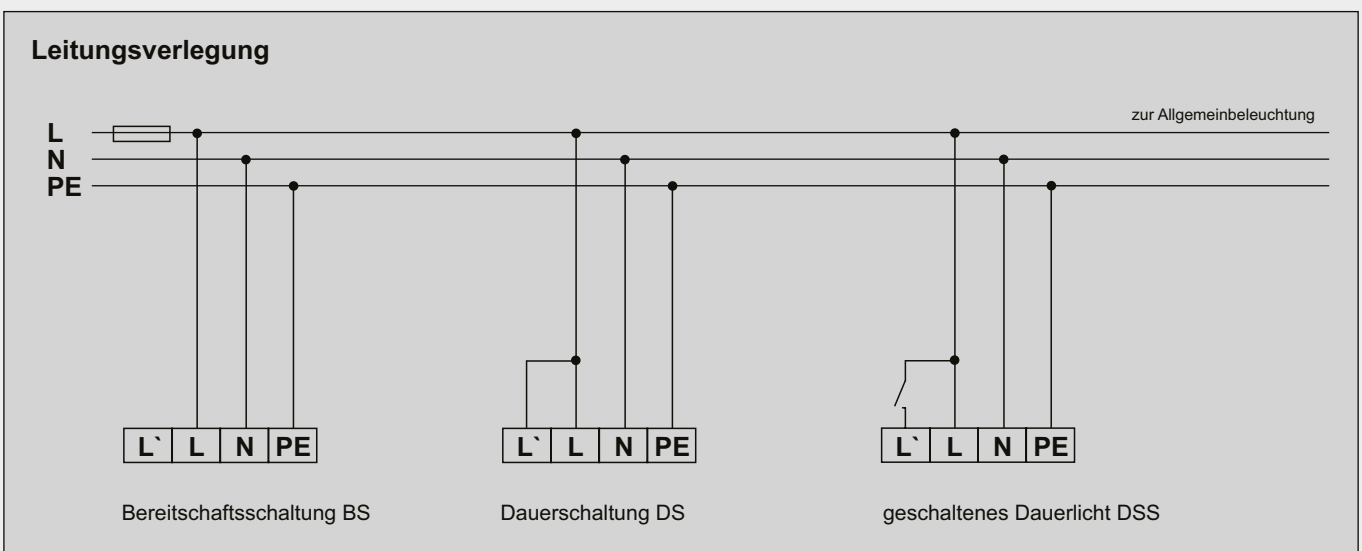 Leitungsverlegung
zur Allgemeinbeleuchtung
L
N
PE
L` L N PE
L` L N PE
L` L N PE
Bereitschaftsschaltung BS
Dauerschaltung DS
geschaltenes Dauerlicht DSS